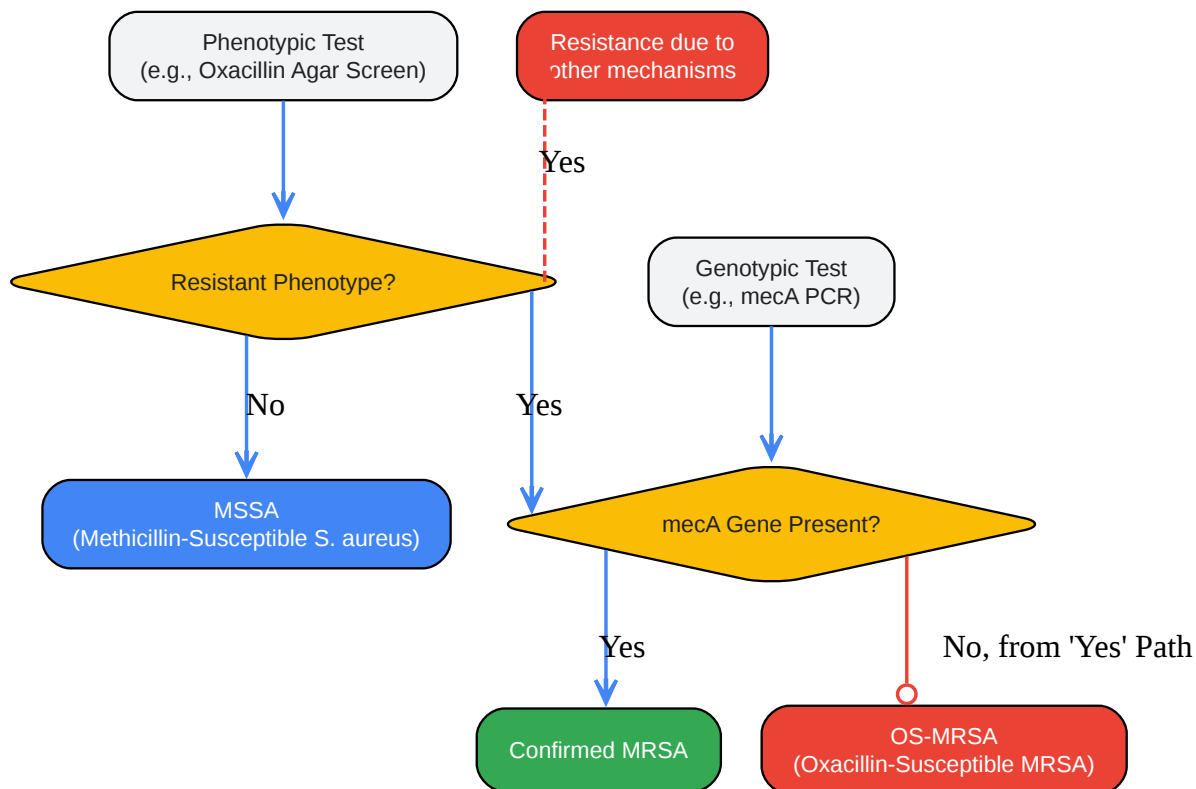 Phenotypic Test
(e.g., Oxacillin Agar Screen)
Resistance due to
other mechanisms
Yes
Resistant Phenotype?
Genotypic Test
(e.g., mecA PCR)
No
Yes
MSSA
(Methicillin-Susceptible S. aureus)
mecA Gene Present?
Yes
No, from 'Yes' Path
Confirmed MRSA
OS-MRSA
(Oxacillin-Susceptible MRSA)